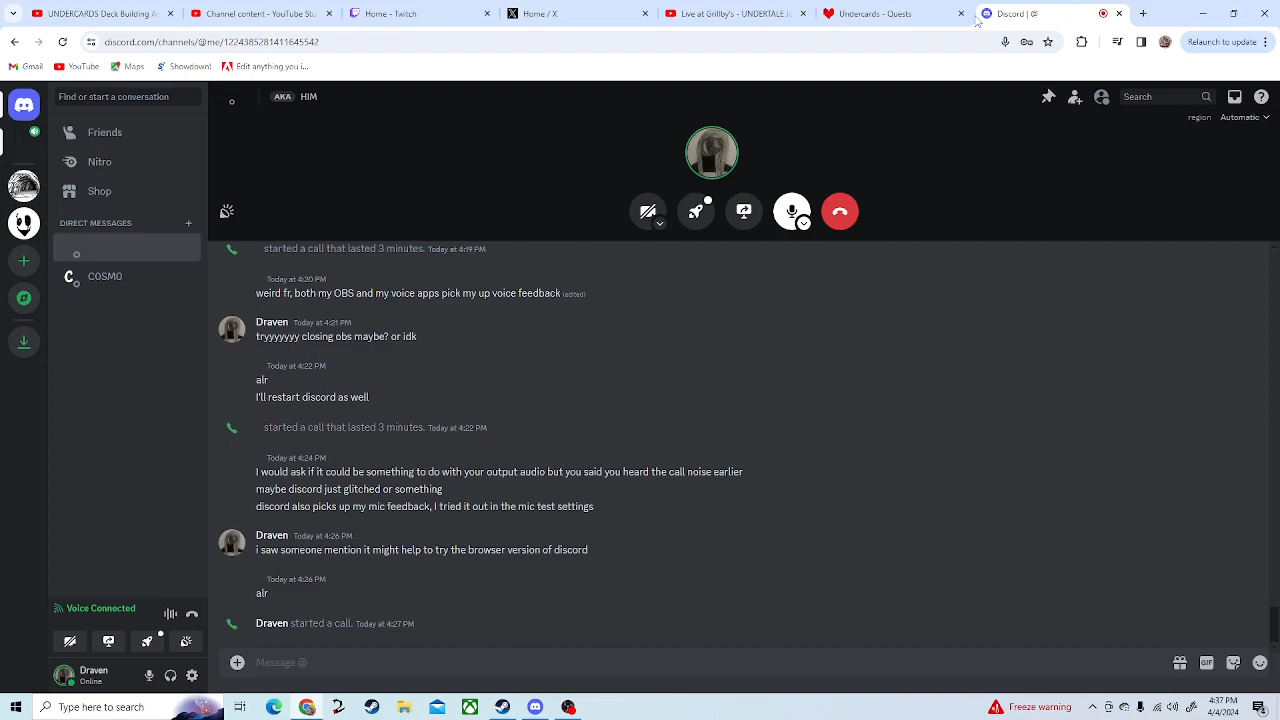 UNDERCARDS Deck Building Ar
Channel content - YouTube Stu
Home - Twitch
Home / X
Live at Grillby's - UNDERTALE Ja
Undercards - Quests
Discord | @
discord.com/channels/@me/1224385281411645542
Relaunch to update
Gmail
YouTube
Maps
Showdown!
Edit anything you i...
Find or start a conversation
AKA HIM
Search
region Automatic
Friends
Nitro
Shop
DIRECT MESSAGES
C0SM0
started a call that lasted 3 minutes. Today at 4:19 PM
Today at 4:20 PM
weird fr, both my OBS and my voice apps pick my up voice feedback (edited)
Draven Today at 4:21 PM
tryyyyyyy closing obs maybe? or idk
Today at 4:22 PM
alr
I'll restart discord as well
started a call that lasted 3 minutes. Today at 4:22 PM
Today at 4:24 PM
I would ask if it could be something to do with your output audio but you said you heard the call noise earlier
maybe discord just glitched or something
discord also picks up my mic feedback, I tried it out in the mic test settings
Draven Today at 4:26 PM
i saw someone mention it might help to try the browser version of discord
Today at 4:26 PM
alr
Draven started a call. Today at 4:27 PM
Message @
GIF
Voice Connected
Draven
Online
Type here to search
Freeze warning
4:37 PM
4/4/2024